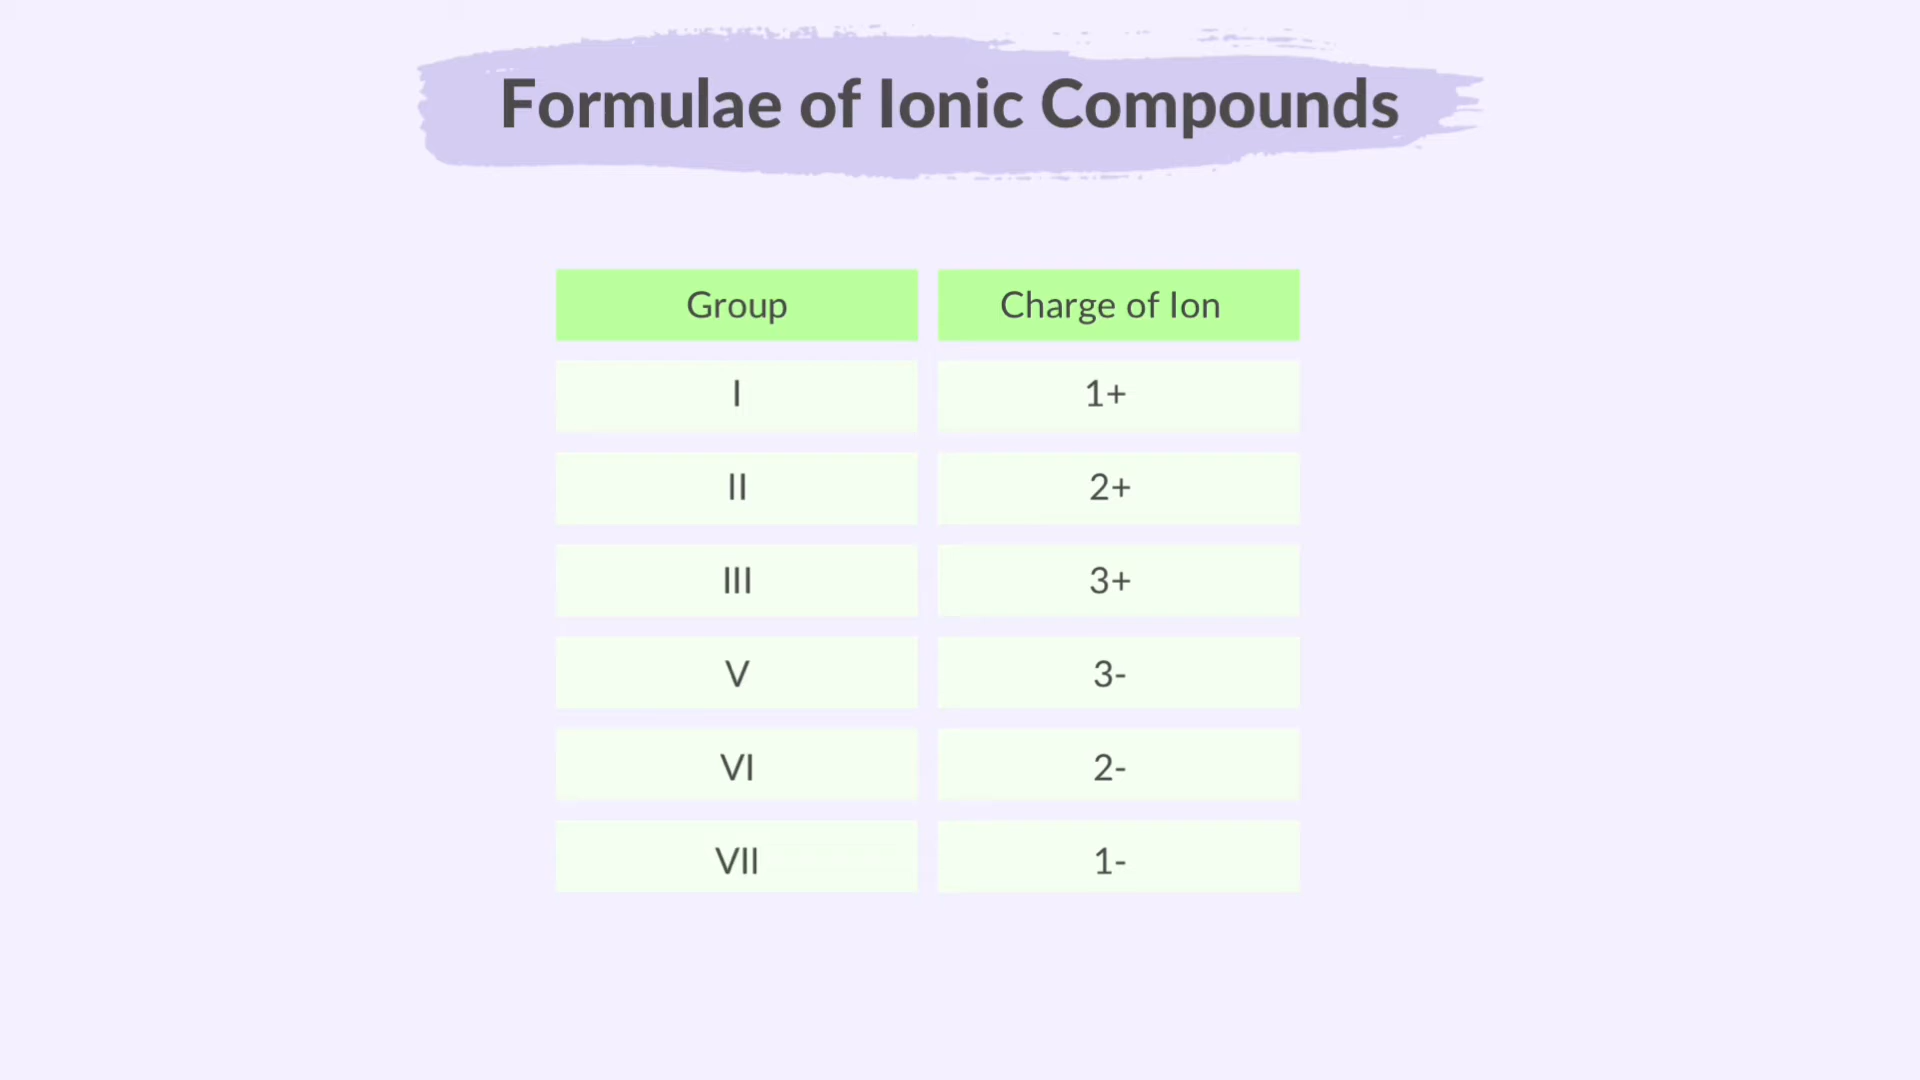 Formulae of Ionic Compounds
Group Charge of Ion
I 1+
II 2+
III 3+
V 3-
VI 2-
VII 1-